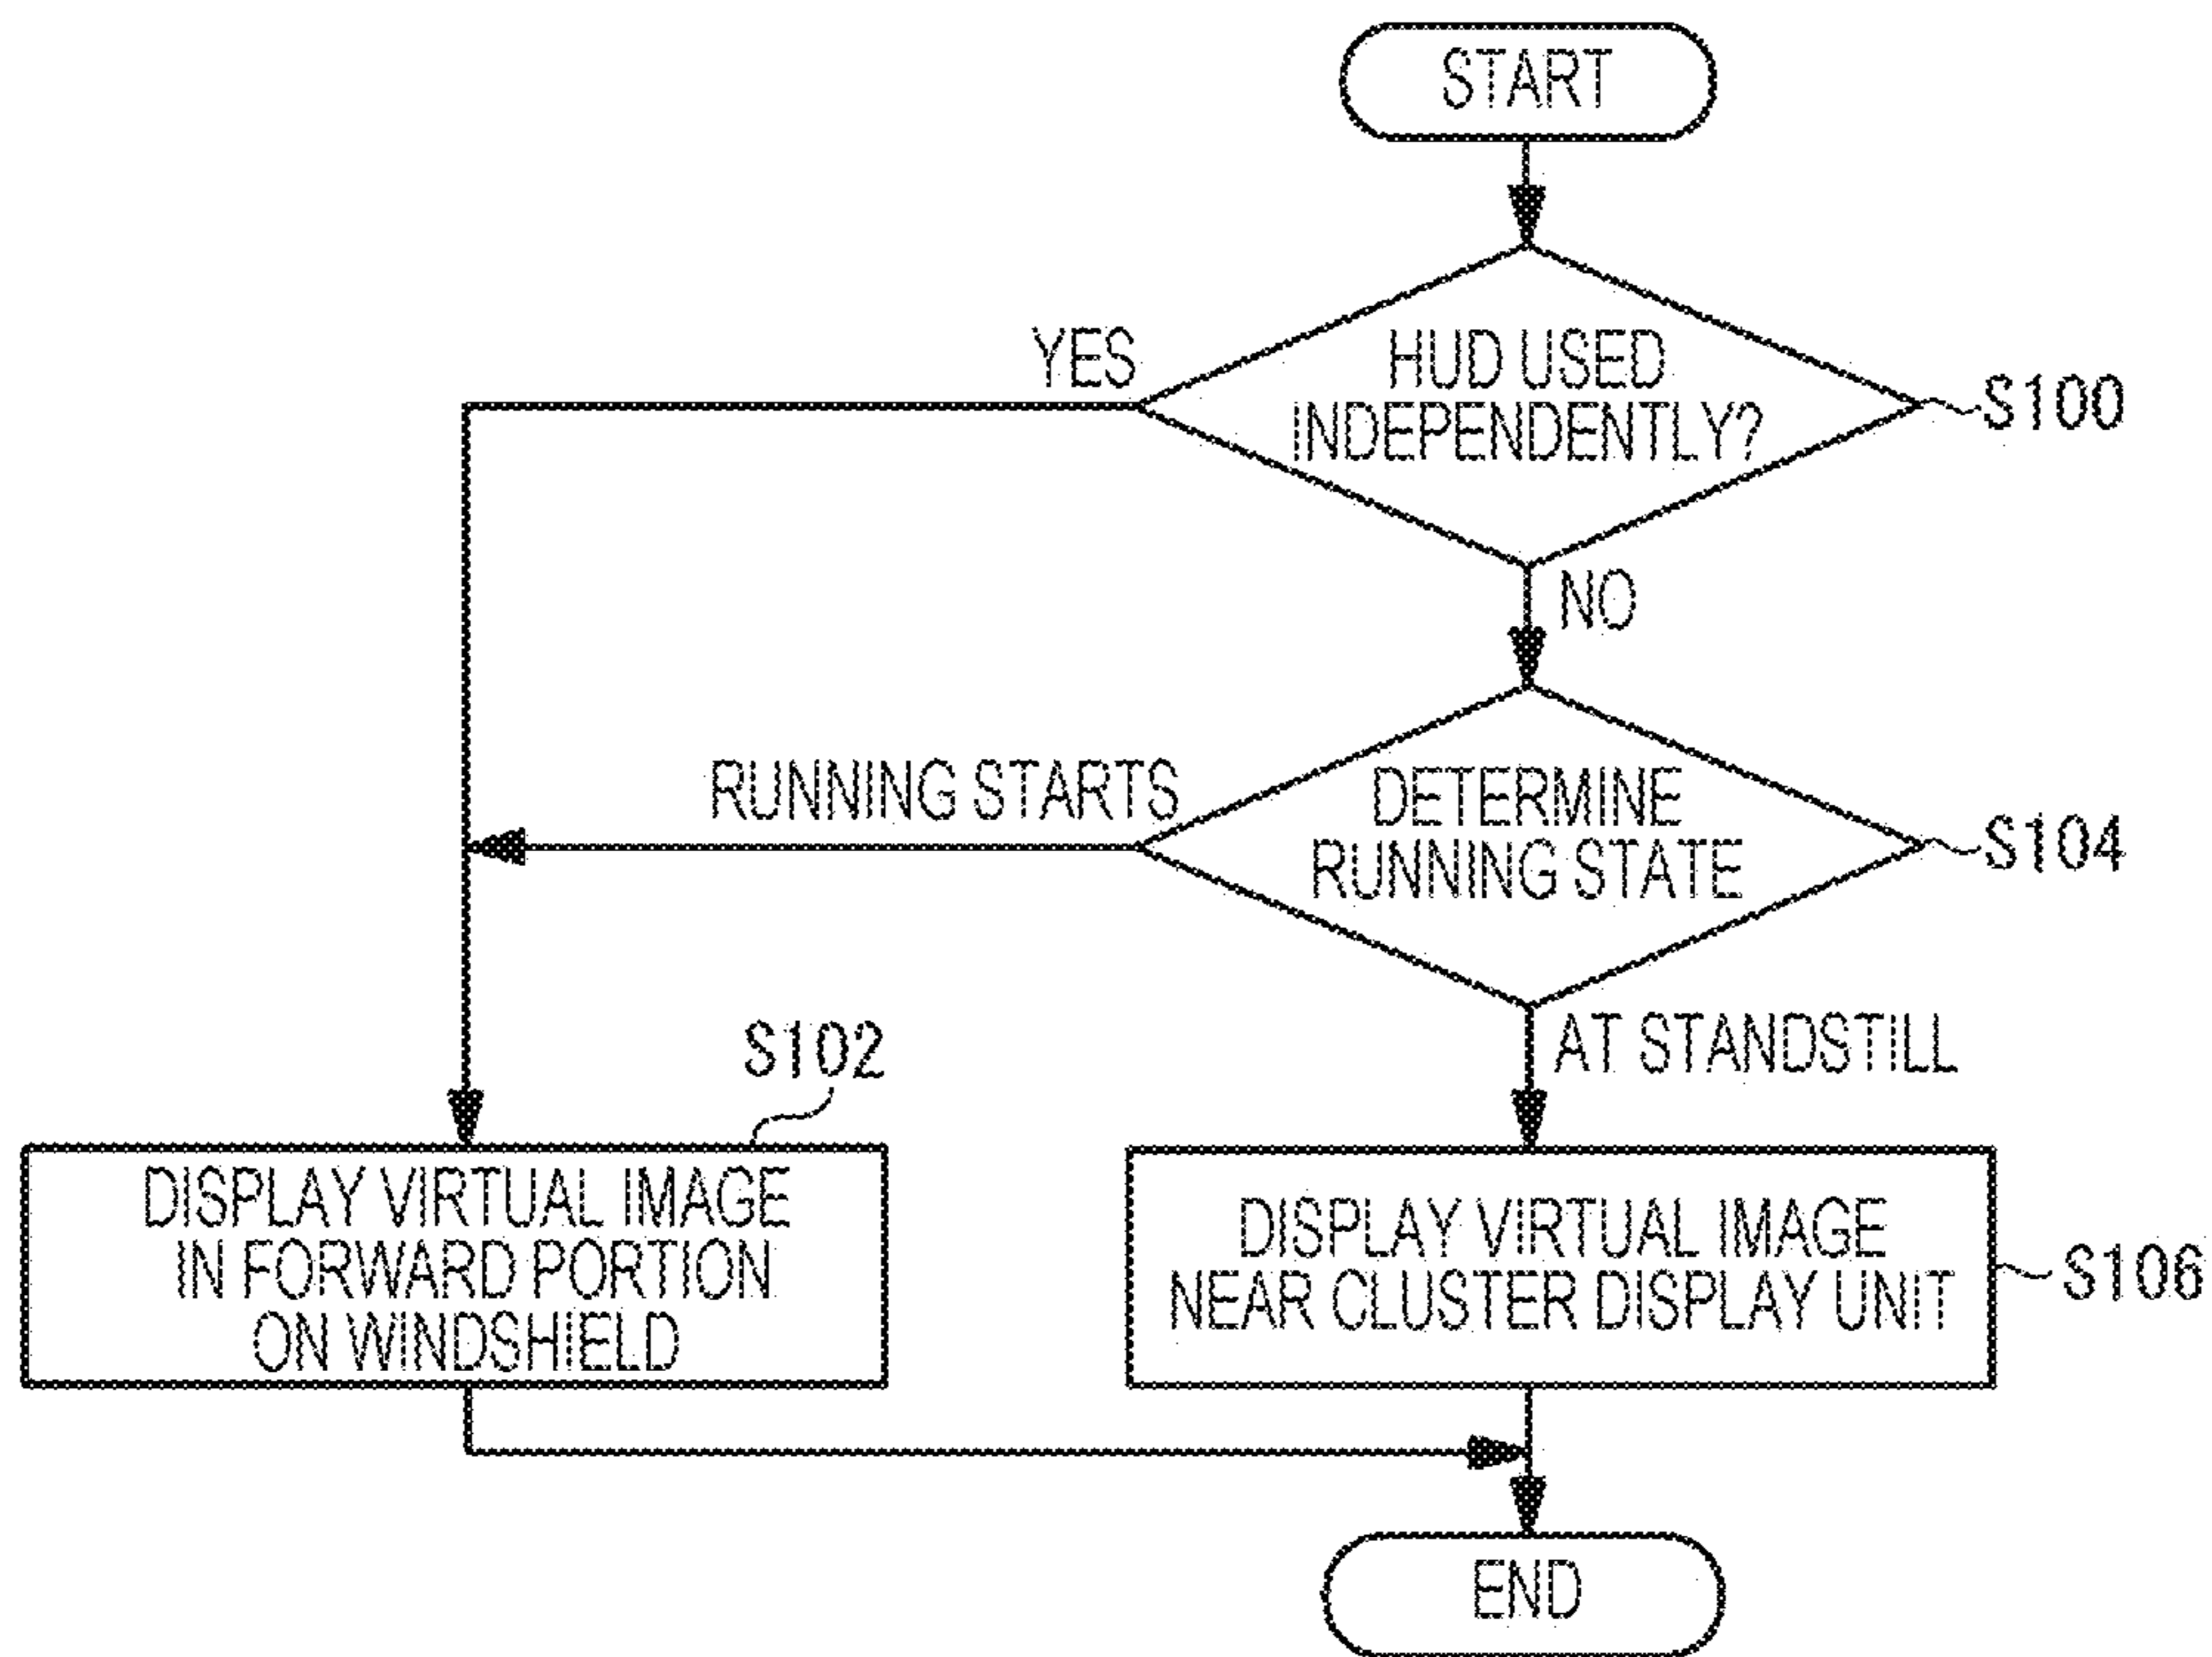 START
YES
HUD USED
INDEPENDENTLY?
S100
NO
RUNNING STARTS
DETERMINE
RUNNING STATE
S104
S102
AT STANDSTILL
DISPLAY VIRTUAL IMAGE
IN FORWARD PORTION
ON WINDSHIELD
DISPLAY VIRTUAL IMAGE
NEAR CLUSTER DISPLAY UNIT
S106
END